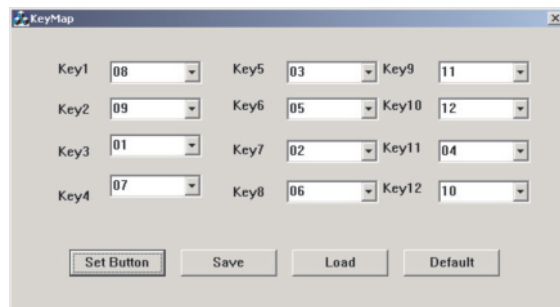 KeyMap
Key1 08 Key5 03 Key9 11
Key2 09 Key6 05 Key10 12
Key3 01 Key7 02 Key11 04
Key4 07 Key8 06 Key12 10
Set Button Save Load Default